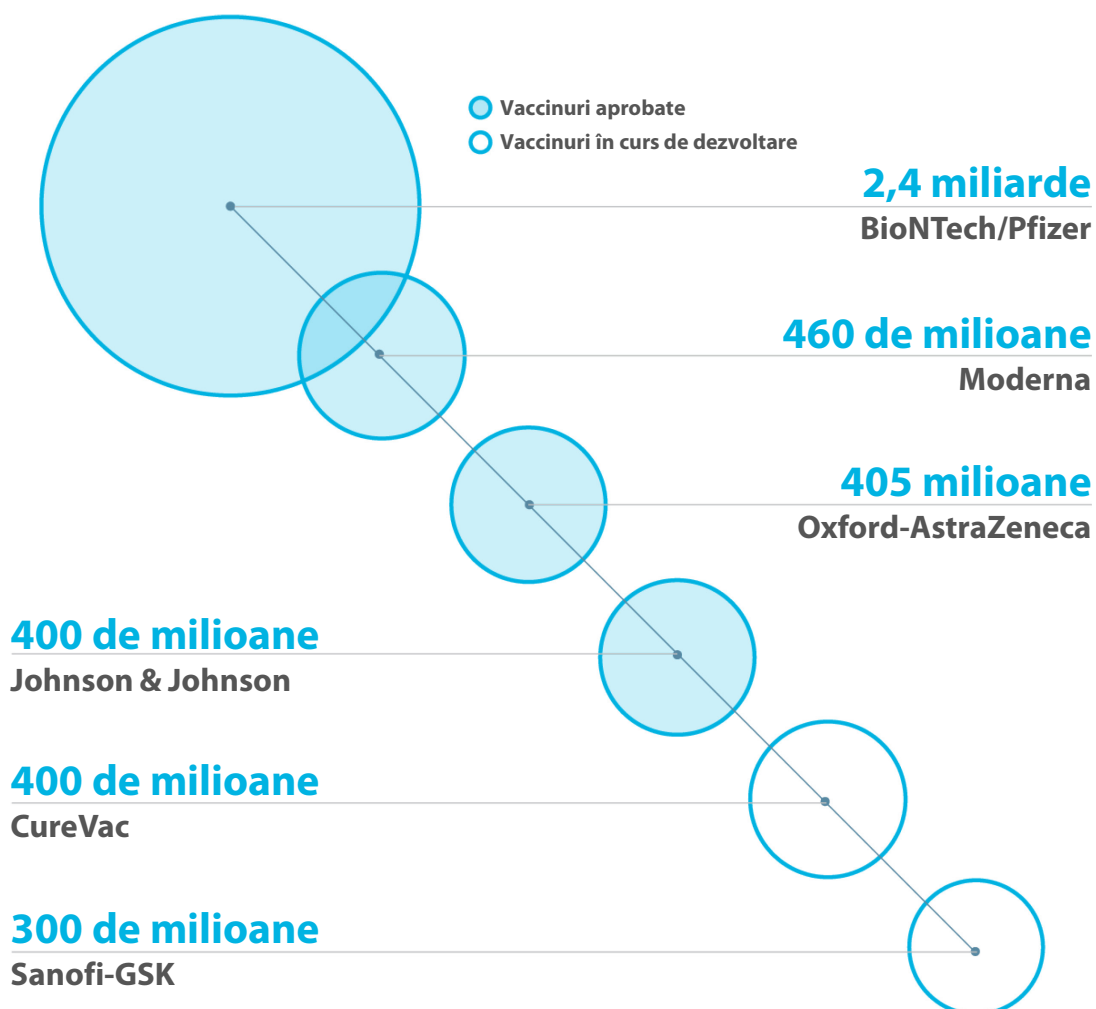 Vaccinuri aprobate
Vaccinuri în curs de dezvoltare
2,4 miliarde
BioNTech/Pfizer
460 de milioane
Moderna
405 milioane
Oxford-AstraZeneca
400 de milioane
Johnson & Johnson
400 de milioane
CureVac
300 de milioane
Sanofi-GSK